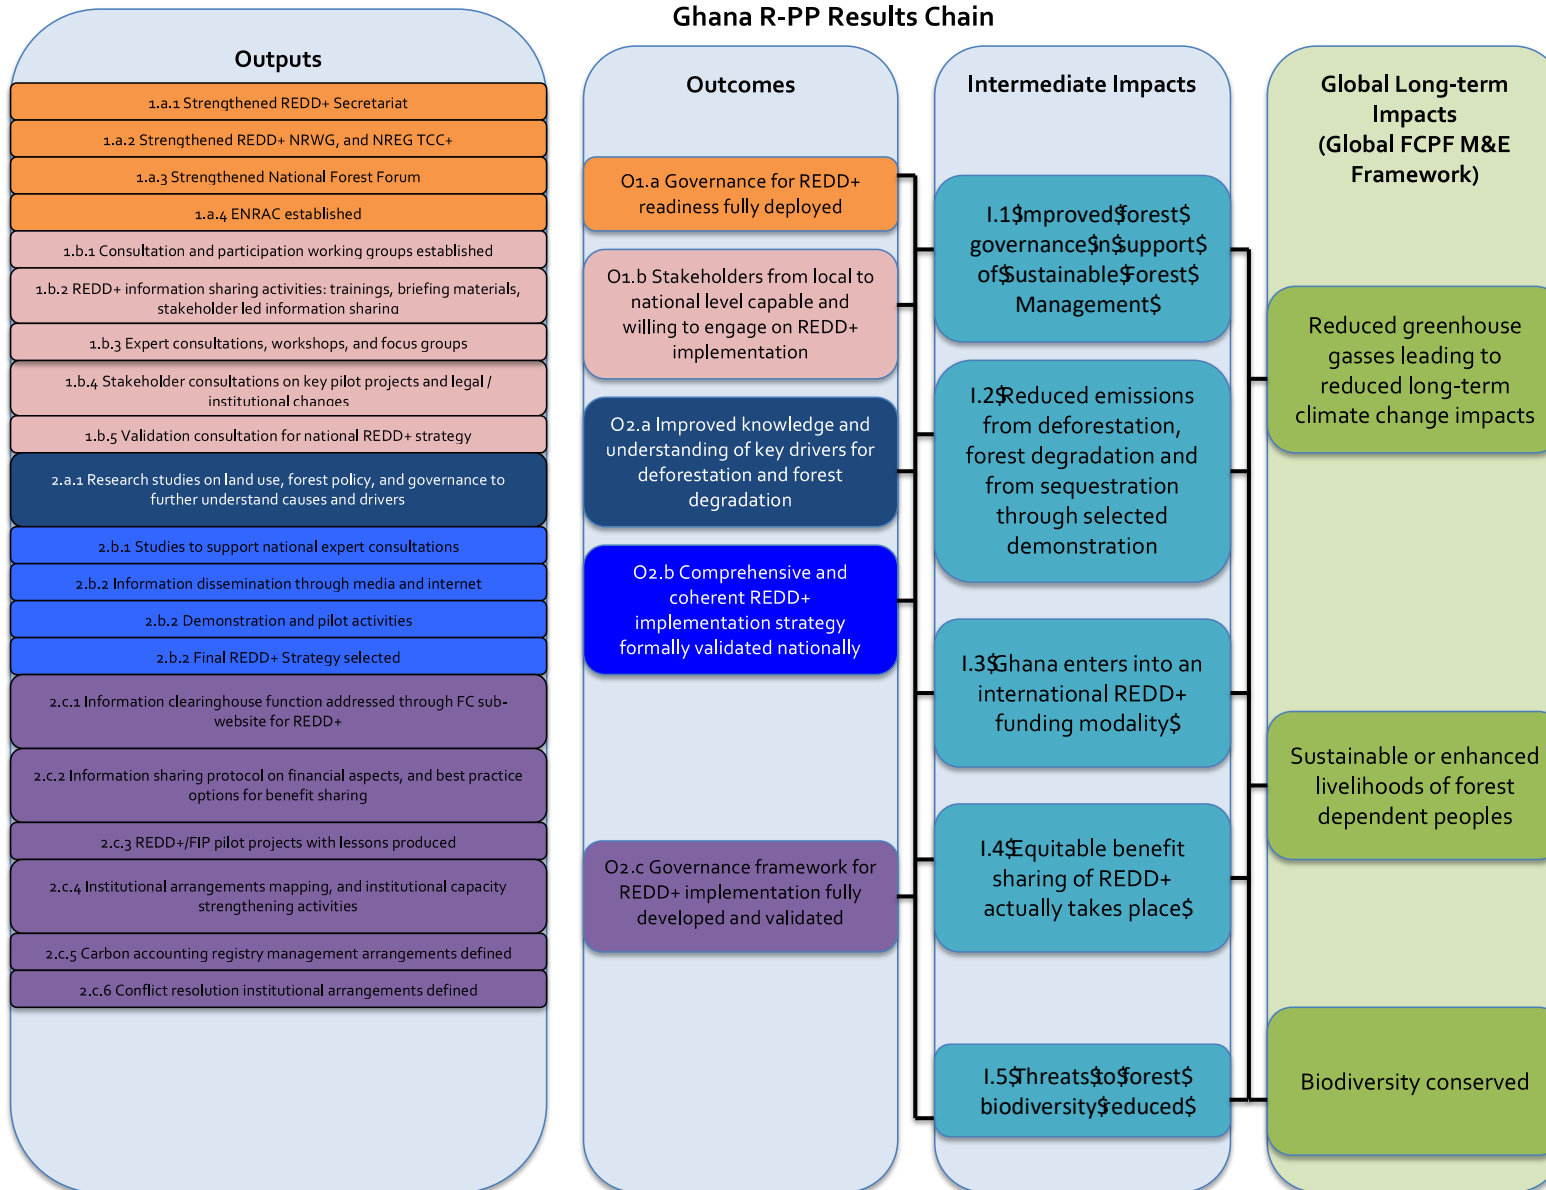 Ghana R-PP Results Chain
Outputs
1.a.1 Strengthened REDD+ Secretariat
1.a.2 Strengthened REDD+ NRWG, and NREG TCC+
1.a.3 Strengthened National Forest Forum
1.a.4 ENRAC established
1.b.1 Consultation and participation working groups established
1.b.2 REDD+ information sharing activities: trainings, briefing materials,
stakeholder led information sharing
1.b.3 Expert consultations, workshops, and focus groups
1.b.4 Stakeholder consultations on key pilot projects and legal /
institutional changes
1.b.5 Validation consultation for national REDD+ strategy
2.a.1 Research studies on land use, forest policy, and governance to
further understand causes and drivers
2.b.1 Studies to support national expert consultations
2.b.2 Information dissemination through media and internet
2.b.2 Demonstration and pilot activities
2.b.2 Final REDD+ Strategy selected
2.c.1 Information clearinghouse function addressed through FC sub-
website for REDD+
2.c.2 Information sharing protocol on financial aspects, and best practice
options for benefit sharing
2.c.3 REDD+/FIP pilot projects with lessons produced
2.c.4 Institutional arrangements mapping, and institutional capacity
strengthening activities
2.c.5 Carbon accounting registry management arrangements defined
2.c.6 Conflict resolution institutional arrangements defined
Outcomes
O1.a Governance for REDD+
readiness fully deployed
O1.b Stakeholders from local to
national level capable and
willing to engage on REDD+
implementation
O2.a Improved knowledge and
understanding of key drivers for
deforestation and forest
degradation
O2.b Comprehensive and
coherent REDD+
implementation strategy
formally validated nationally
O2.c Governance framework for
REDD+ implementation fully
developed and validated
Intermediate Impacts
I.1$Improved$forest$
governance$in$support$
of$Sustainable$Forest$
Management$
I.2$Reduced emissions
from deforestation,
forest degradation and
from sequestration
through selected
demonstration
I.3$Ghana enters into an
international REDD+
funding modality$
I.4$Equitable benefit
sharing of REDD+
actually takes place$
I.5$Threats$to$forest$
biodiversity$reduced$
Global Long-term
Impacts
(Global FCPF M&E
Framework)
Reduced greenhouse
gasses leading to
reduced long-term
climate change impacts
Sustainable or enhanced
livelihoods of forest
dependent peoples
Biodiversity conserved